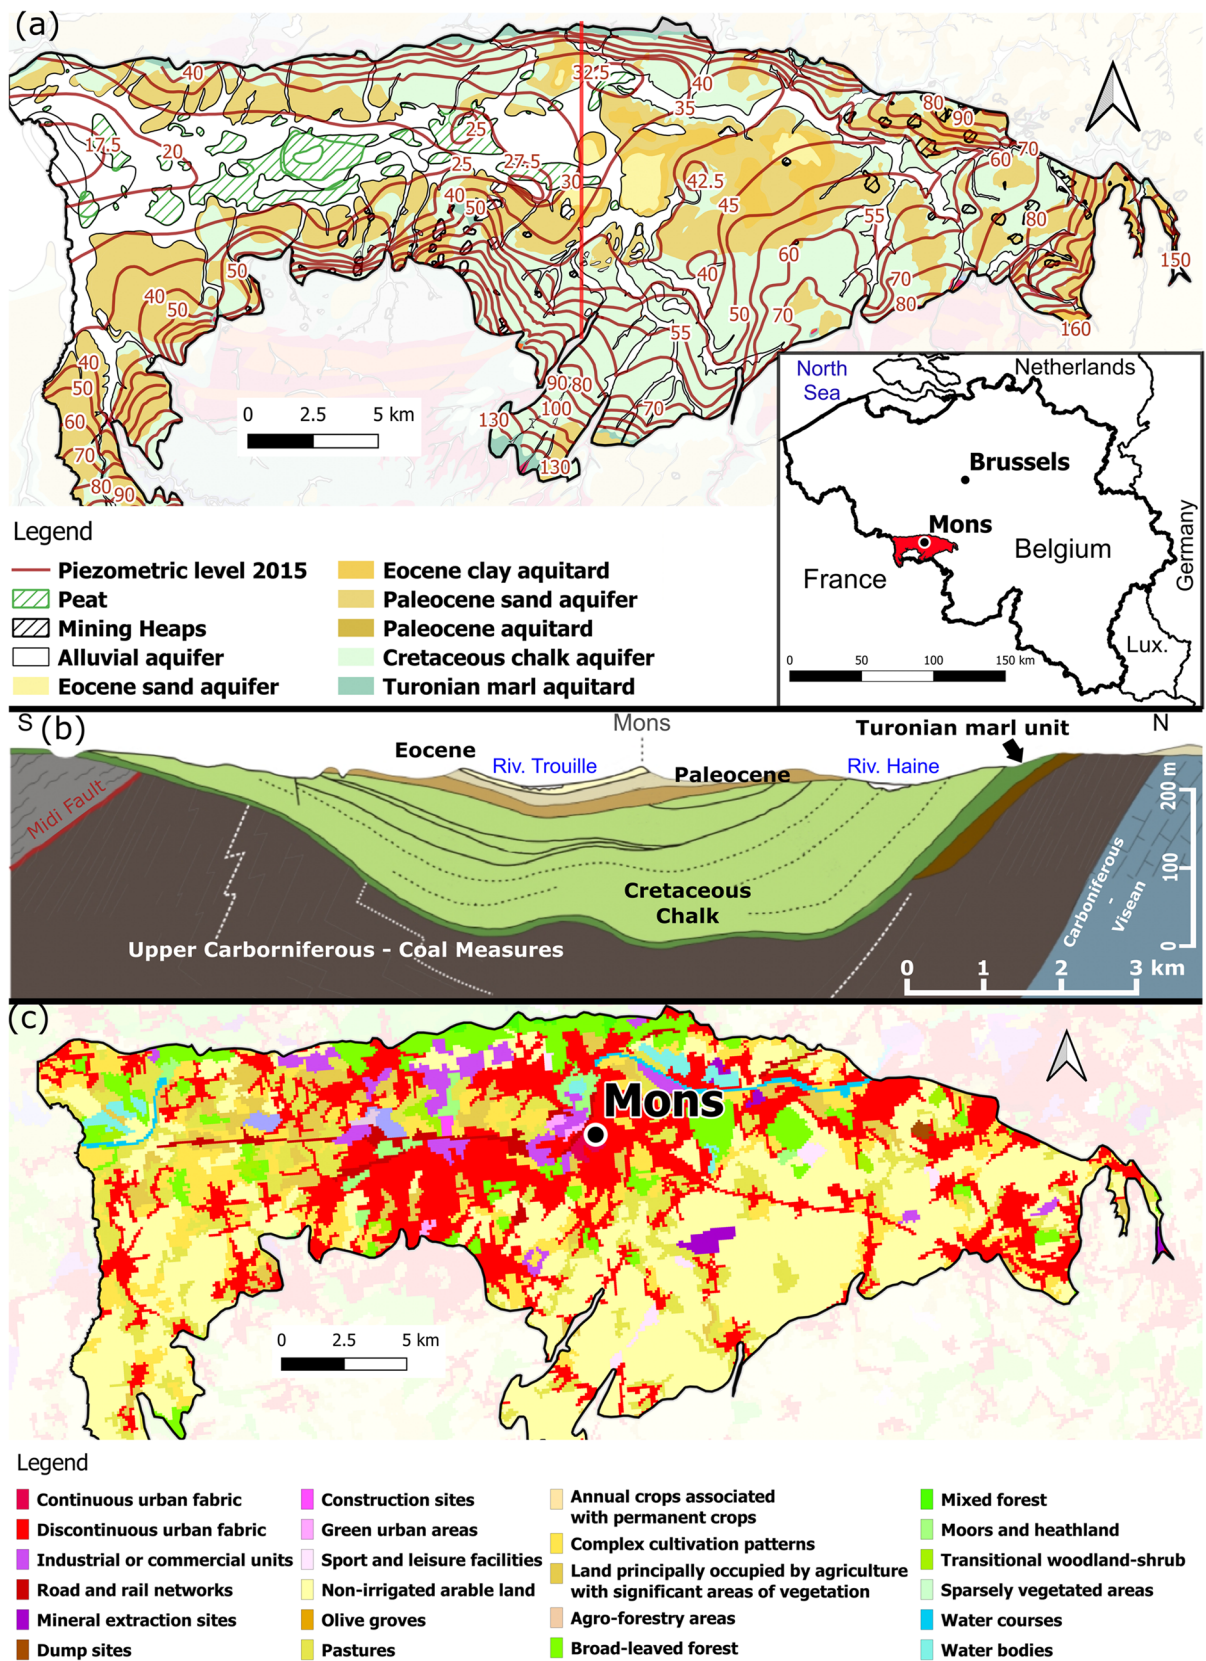 (a)
40
32.5
40
35
80
90
17.5
20
25
25
27.5
30
42.5
45
70
60
40
50
55
80
50
40
50
60
40
70
80
150
50
70
55
160
40
50
60
70
80
90
90
80
100
130
130
70
0 2.5 5 km
North
Sea
Netherlands
Brussels
Mons
Belgium
France
Germany
Lux.
0 50 100 150 km
Legend
Piezometric level 2015
Peat
Mining Heaps
Alluvial aquifer
Eocene sand aquifer
Eocene clay aquitard
Paleocene sand aquifer
Paleocene aquitard
Cretaceous chalk aquifer
Turonian marl aquitard
S (b)
Mons
N
Turonian marl unit
Eocene
Riv. Trouille
Paleocene
Riv. Haine
Midi Fault
Cretaceous
Chalk
Upper Carborniferous - Coal Measures
Carboniferous
-
Visean
200 m
100
0
0 1 2 3 km
(c)
Mons
0 2.5 5 km
Legend
Continuous urban fabric
Discontinuous urban fabric
Industrial or commercial units
Road and rail networks
Mineral extraction sites
Dump sites
Construction sites
Green urban areas
Sport and leisure facilities
Non-irrigated arable land
Olive groves
Pastures
Annual crops associated
with permanent crops
Complex cultivation patterns
Land principally occupied by agriculture
with significant areas of vegetation
Agro-forestry areas
Broad-leaved forest
Mixed forest
Moors and heathland
Transitional woodland-shrub
Sparsely vegetated areas
Water courses
Water bodies